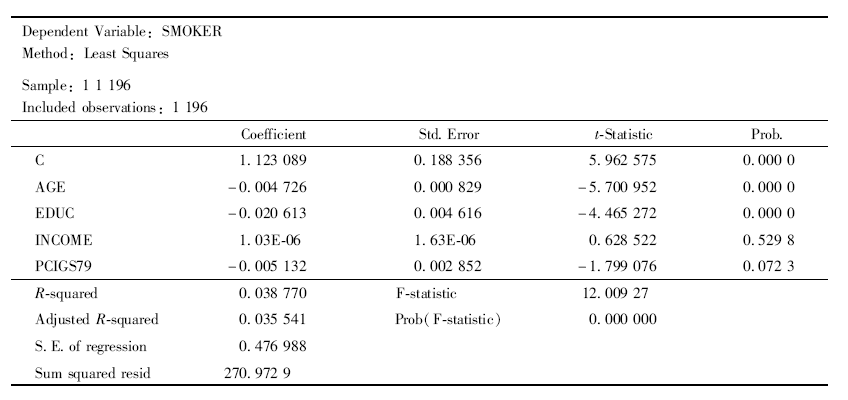 Dependent Variable: SMOKER
Method: Least Squares
Sample: 1 1 196
Included observations: 1 196
Coefficient Std. Error t-Statistic Prob.
C 1. 123 089 0. 188 356 5. 962 575 0. 000 0
AGE -0. 004 726 0. 000 829 -5. 700 952 0. 000 0
EDUC -0. 020 613 0. 004 616 -4. 465 272 0. 000 0
INCOME 1. 03E-06 1. 63E-06 0. 628 522 0. 529 8
PCIGS79 -0. 005 132 0. 002 852 -1. 799 076 0. 072 3
R-squared 0. 038 770 F-statistic 12. 009 27
Adjusted R-squared 0. 035 541 Prob( F-statistic) 0. 000 000
S. E. of regression 0. 476 988
Sum squared resid 270. 972 9